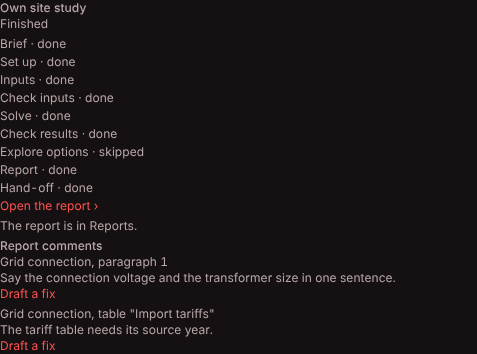 Own site study
Finished
Brief · done
Set up · done
Inputs · done
Check inputs · done
Solve · done
Check results · done
Explore options · skipped
Report · done
Hand-off · done
Open the report ›
The report is in Reports.
Report comments
Grid connection, paragraph 1
Say the connection voltage and the transformer size in one sentence.
Draft a fix
Grid connection, table "Import tariffs"
The tariff table needs its source year.
Draft a fix